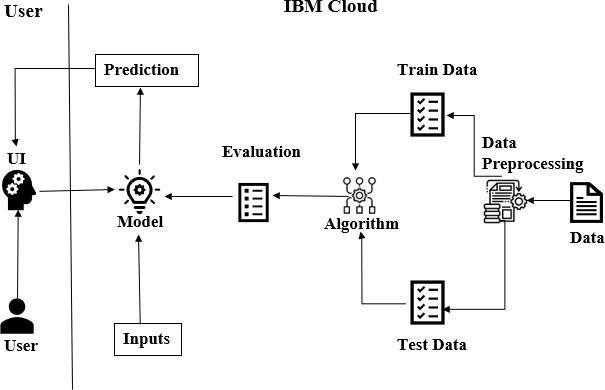 User
IBM Cloud
Prediction
Train Data
Evaluation
Data
Preprocessing
UI
Model
Algorithm
Data
User
Inputs
Test Data